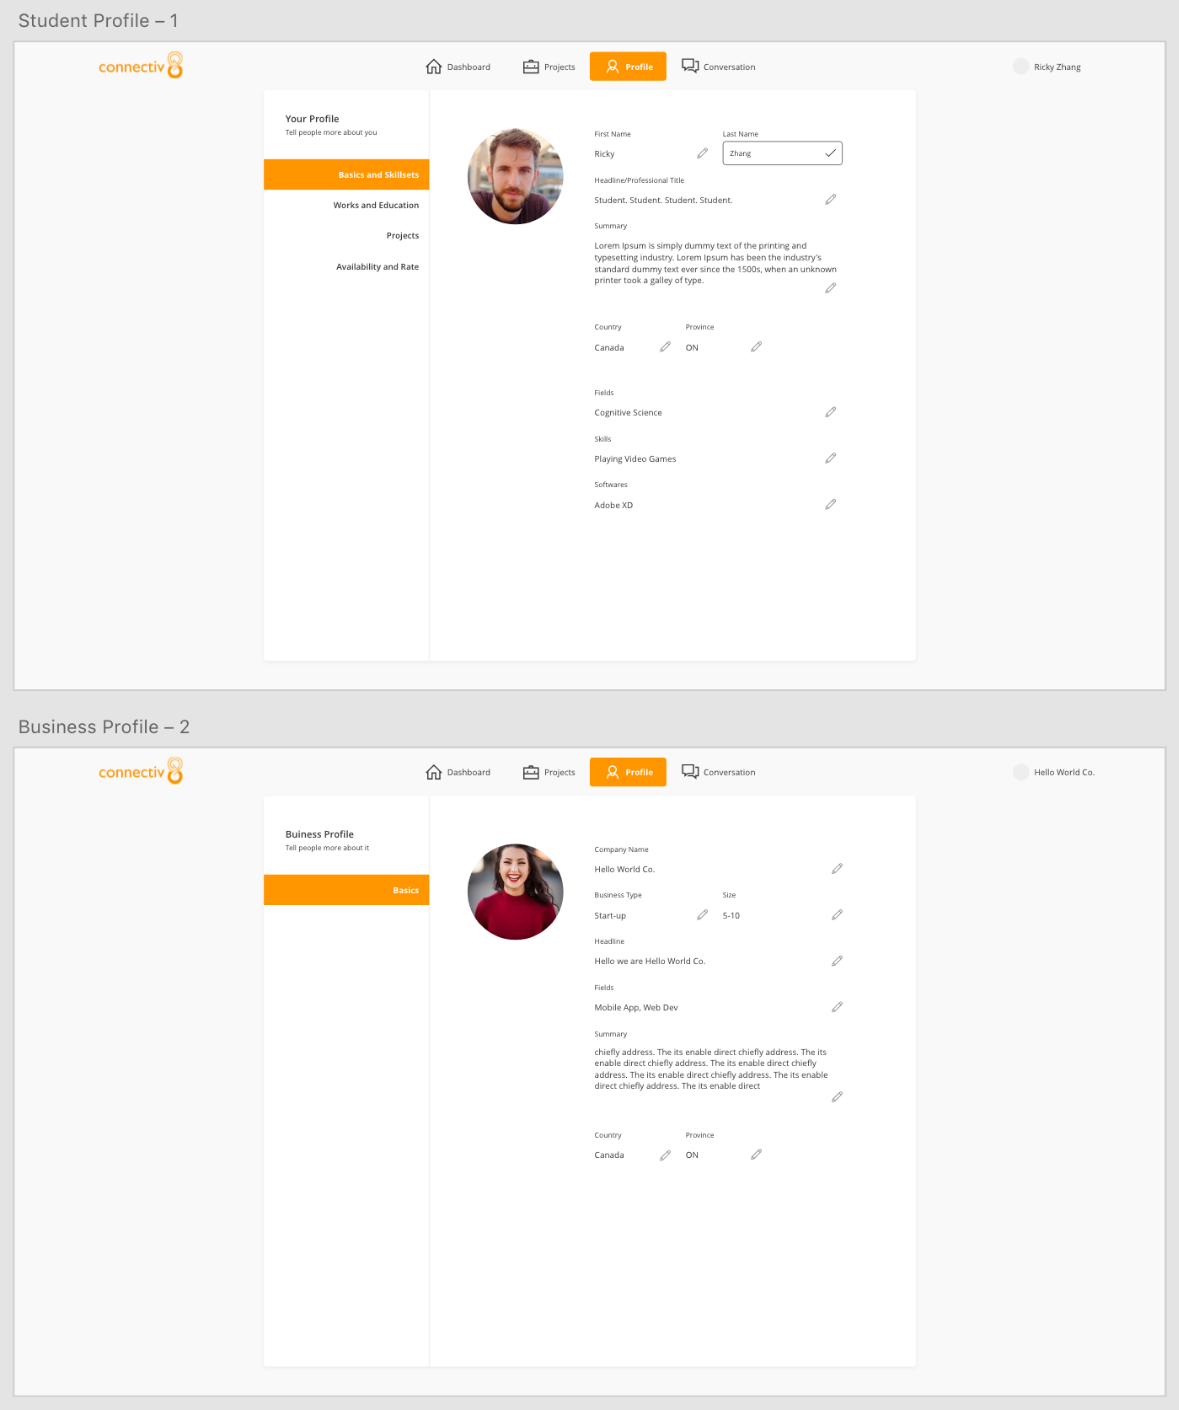 Student Profile – 1
connectiv
Dashboard
Projects
Profile
Conversation
Ricky Zhang
Your Profile
Tell people more about you
Basics and Skillsets
Works and Education
Projects
Availability and Rate
First Name
Last Name
Ricky
Zhang
Headline/Professional Title
Student. Student. Student. Student.
Summary
Lorem Ipsum is simply dummy text of the printing and
typesetting industry. Lorem Ipsum has been the industry's
standard dummy text ever since the 1500s, when an unknown
printer took a galley of type.
Country
Province
Canada
ON
Fields
Cognitive Science
Skills
Playing Video Games
Softwares
Adobe XD
Business Profile – 2
connectiv
Dashboard
Projects
Profile
Conversation
Hello World Co.
Buiness Profile
Tell people more about it
Basics
Company Name
Hello World Co.
Business Type
Size
Start-up
5-10
Headline
Hello we are Hello World Co.
Fields
Mobile App, Web Dev
Summary
chiefly address. The its enable direct chiefly address. The its
enable direct chiefly address. The its enable direct chiefly
address. The its enable direct chiefly address. The its enable
direct chiefly address. The its enable direct
Country
Province
Canada
ON